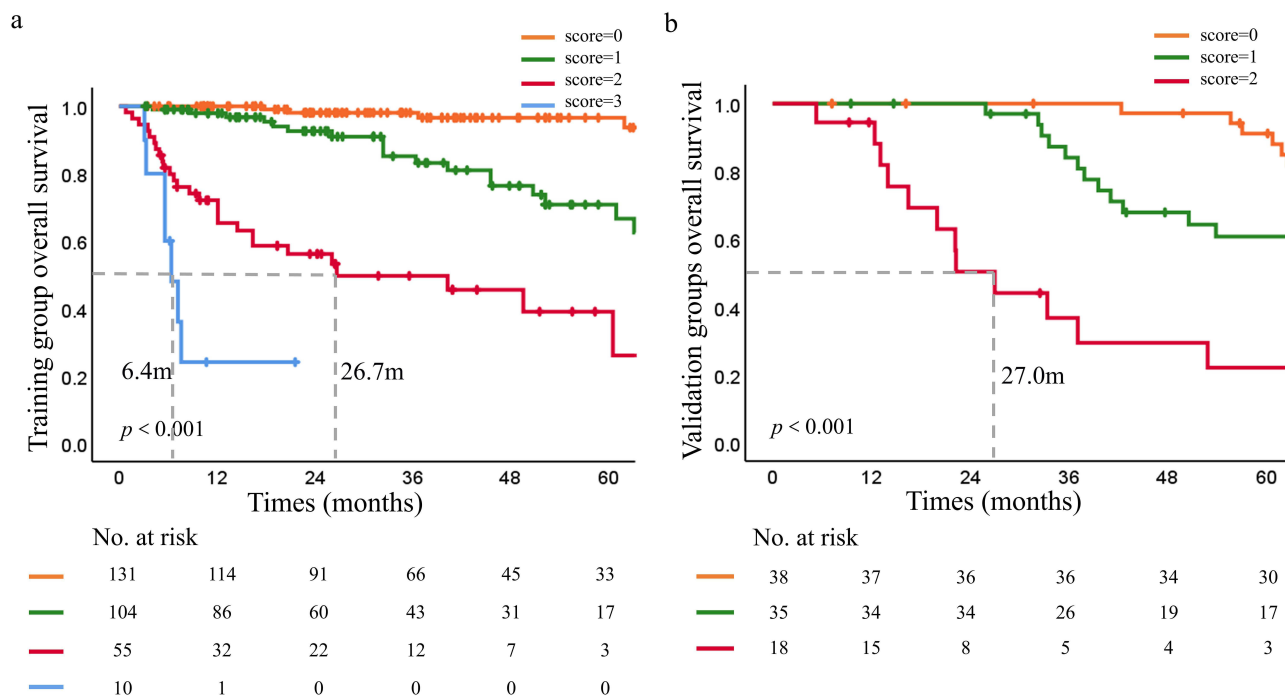 a
score=0
score=1
score=2
score=3
Training group overall survival
1.0
0.8
0.6
0.4
0.2
0.0
6.4m
26.7m
p < 0.001
0 12 24 36 48 60
Times (months)
No. at risk
131 114 91 66 45 33
104 86 60 43 31 17
55 32 22 12 7 3
10 1 0 0 0 0
b
score=0
score=1
score=2
Validation groups overall survival
1.0
0.8
0.6
0.4
0.2
0.0
27.0m
p < 0.001
0 12 24 36 48 60
Times (months)
No. at risk
38 37 36 36 34 30
35 34 34 26 19 17
18 15 8 5 4 3